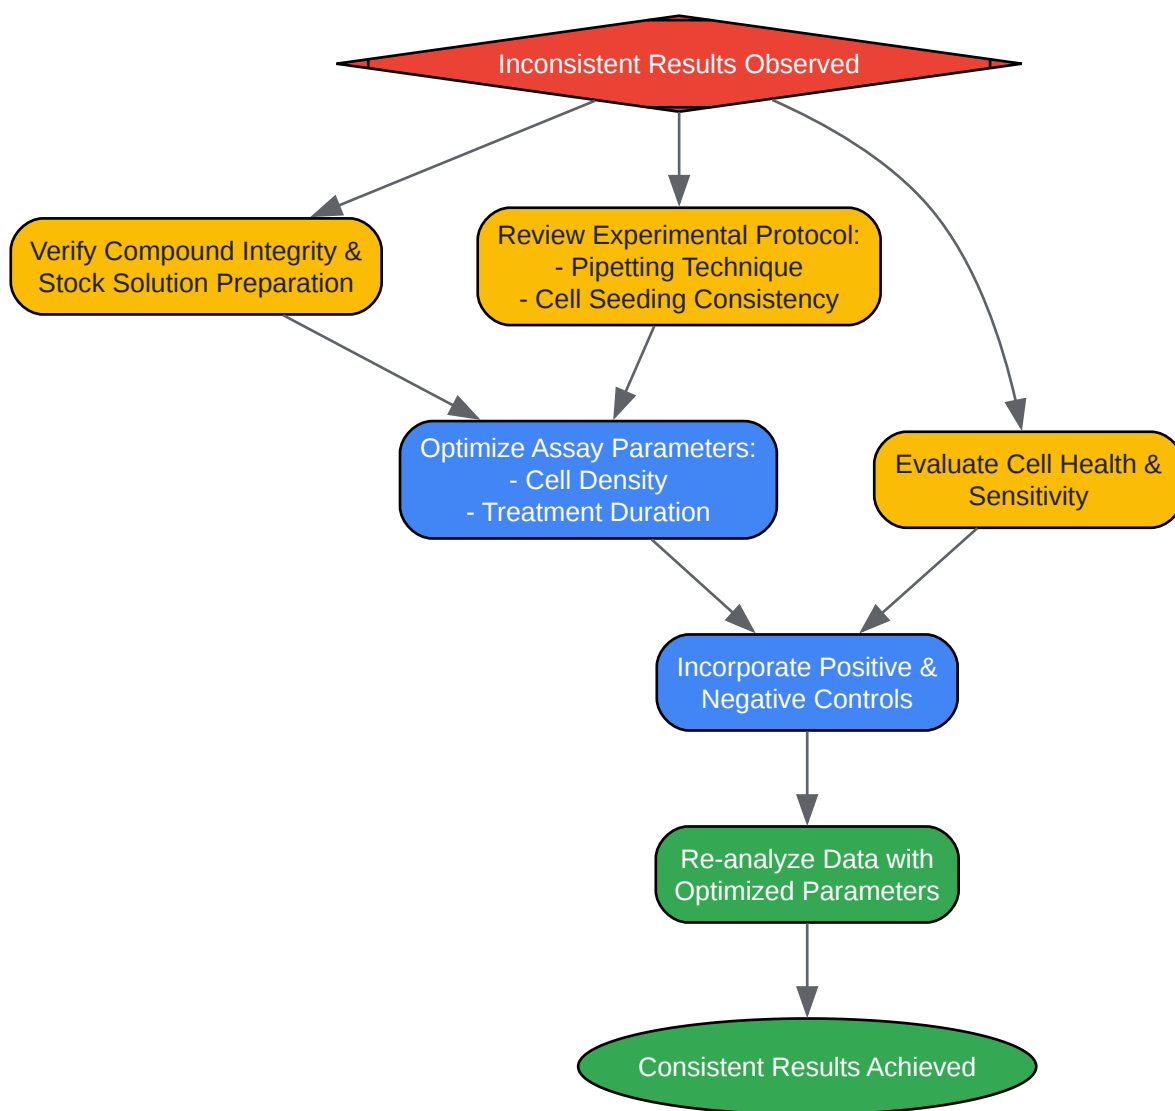 Inconsistent Results Observed
Verify Compound Integrity &
Stock Solution Preparation
Review Experimental Protocol:
- Pipetting Technique
- Cell Seeding Consistency
Optimize Assay Parameters:
- Cell Density
- Treatment Duration
Evaluate Cell Health &
Sensitivity
Incorporate Positive &
Negative Controls
Re-analyze Data with
Optimized Parameters
Consistent Results Achieved